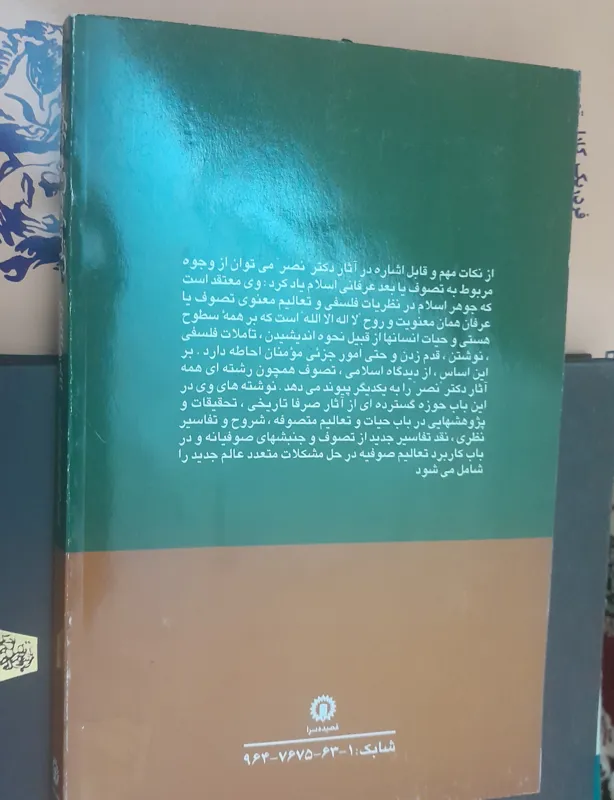 از نکات مهم و قابل اشاره در آثار دکتر نصر می توان از وجوه
مربوط به تصوف یا بعد عرفانی اسلام یاد کرد: وی معتقد است
که جوهر اسلام در نظریات فلسفی و تعالیم معنوی تصوف یا
عرفان همان معنویت و روح "لا اله الا الله" است که بر همه سطوح
هستی و حیات انسانها از قبیل نحوه اندیشیدن، تأملات فلسفی
، نوشتن ، قدم زدن و حتی امور جزئی مؤمنان احاطه دارد . بر
این اساس ، از دیدگاه اسلامی ، تصوف همچون رشته ای همه
آثار دکتر نصر را به یکدیگر پیوند می دهد. نوشته های وی در
این باب حوزه گسترده ای از آثار صرفا تاریخی ، تحقیقات و
پژوهشهایی در باب حیات و تعالیم متصوفه ، شروح و تفاسیر
نظری ، نقد تفاسیر جدید از تصوف و جنبشهای صوفیانه و در
باب کاربرد تعالیم صوفیه در حل مشکلات متعدد عالم جدید را
شامل می شود
قصیده سرا
شابک: ۱-۶۳-۷۶۷۵-۹۶۴